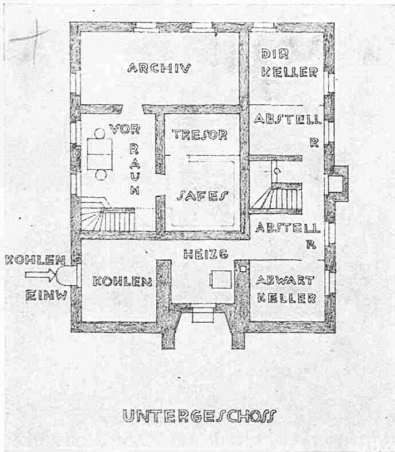 ARCHIV
DIR
KELLER
ABSTELL
R
VOR
RAUM
TRESOR
SAFES
ABSTELL
R
KOHLEN
EINW
KOHLEN
HEIZG
ABWART
KELLER
UNTERGESCHOSS